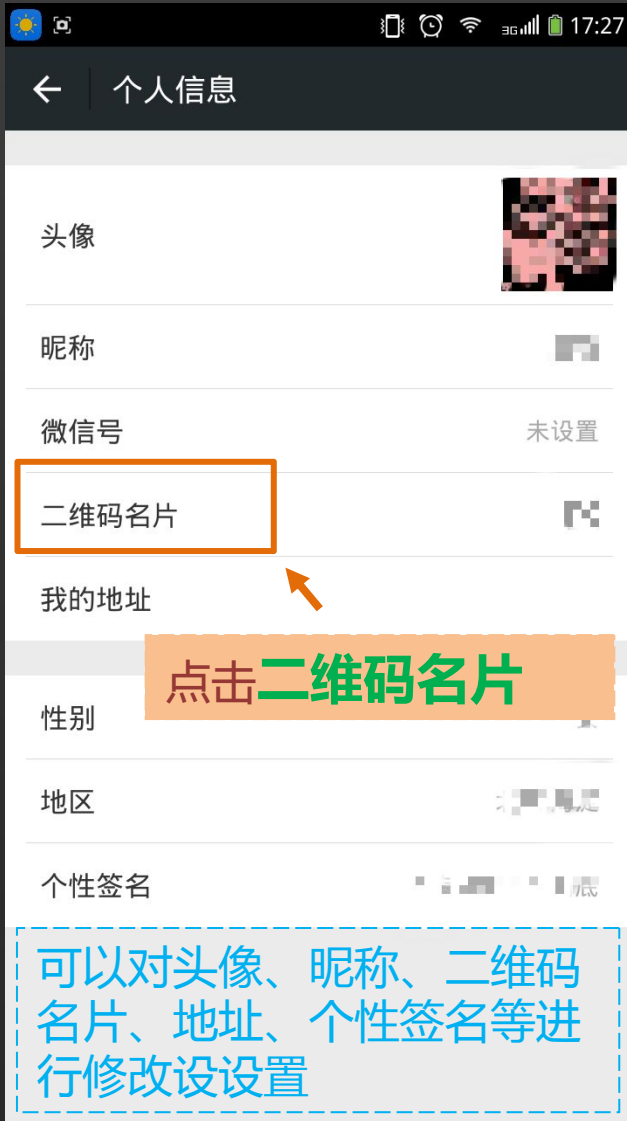 3G 17:27
个人信息
头像
昵称
微信号 未设置
二维码名片
我的地址
点击二维码名片
性别
地区
个性签名 底
可以对头像、昵称、二维码
名片、地址、个性签名等进
行修改设设置